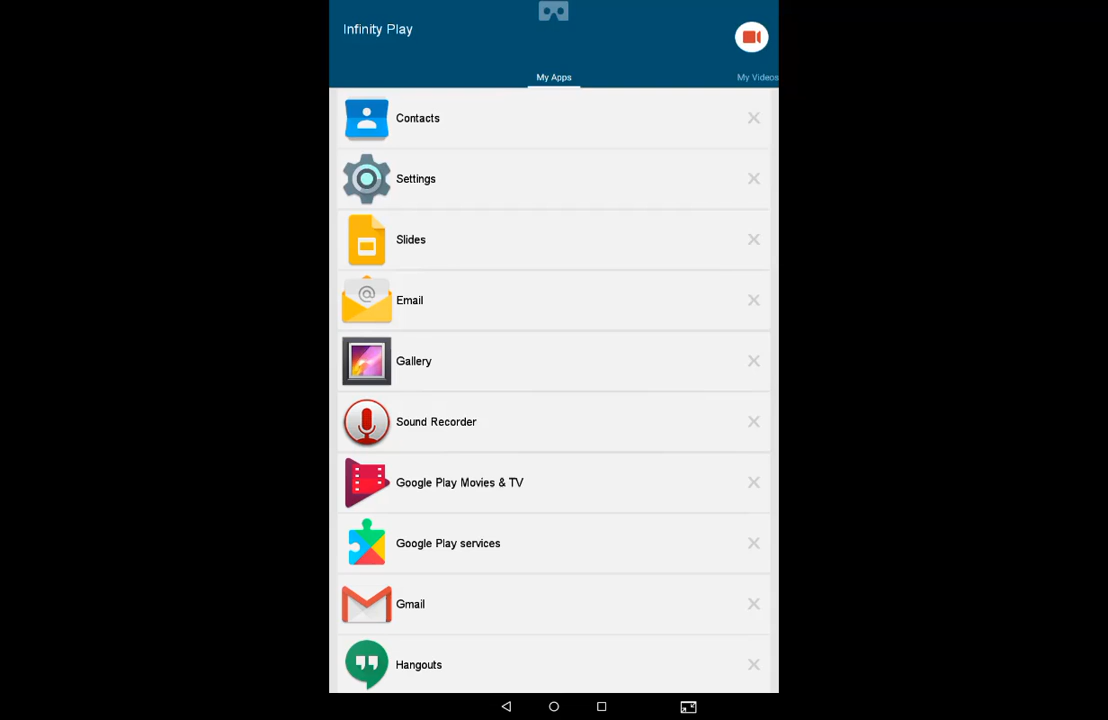 Infinity Play
My Apps
My Videos
Contacts
Settings
Slides
Email
Gallery
Sound Recorder
Google Play Movies & TV
Google Play services
Gmail
Hangouts